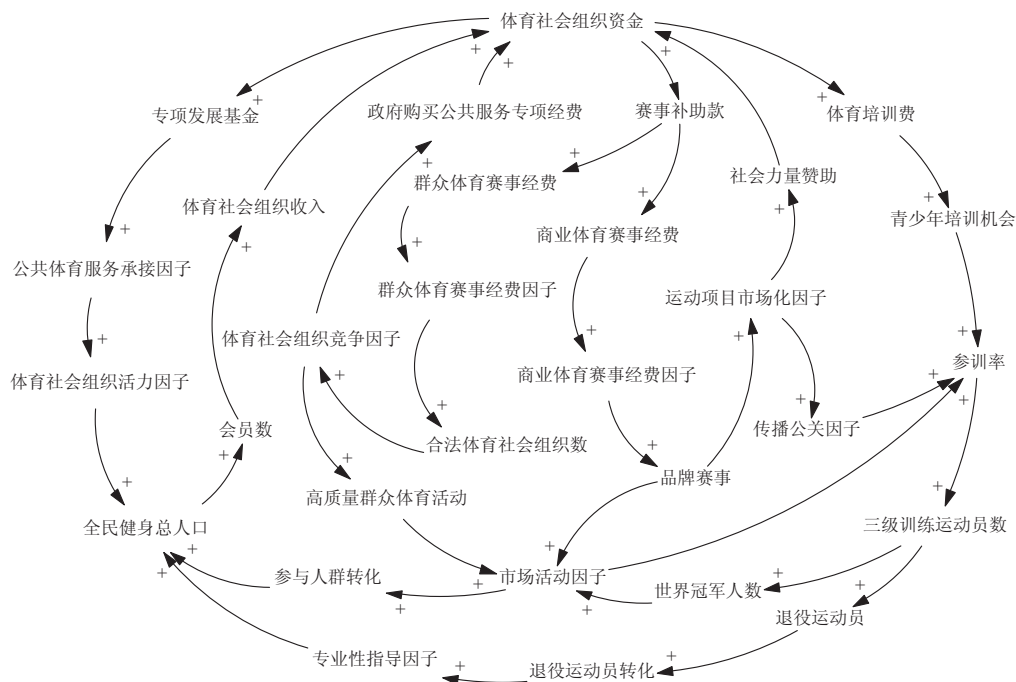 体育社会组织资金
专项发展基金
政府购买公共服务专项经费
赛事补助款
体育培训费
群众体育赛事经费
社会力量赞助
体育社会组织收入
青少年培训机会
商业体育赛事经费
公共体育服务承接因子
群众体育赛事经费因子
运动项目市场化因子
体育社会组织竞争因子
参训率
体育社会组织活力因子
商业体育赛事经费因子
会员数
传播公关因子
合法体育社会组织数
品牌赛事
高质量群众体育活动
全民健身总人口
三级训练运动员数
参与人群转化
市场活动因子
世界冠军人数
退役运动员
专业性指导因子
退役运动员转化